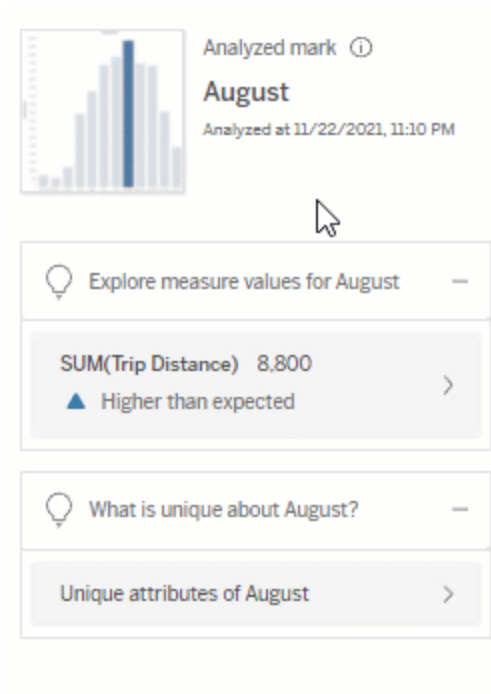 Analyzed mark
August
Analyzed at 11/22/2021, 11:10 PM
Explore measure values for August
SUM(Trip Distance) 8,800
Higher than expected
What is unique about August?
Unique attributes of August